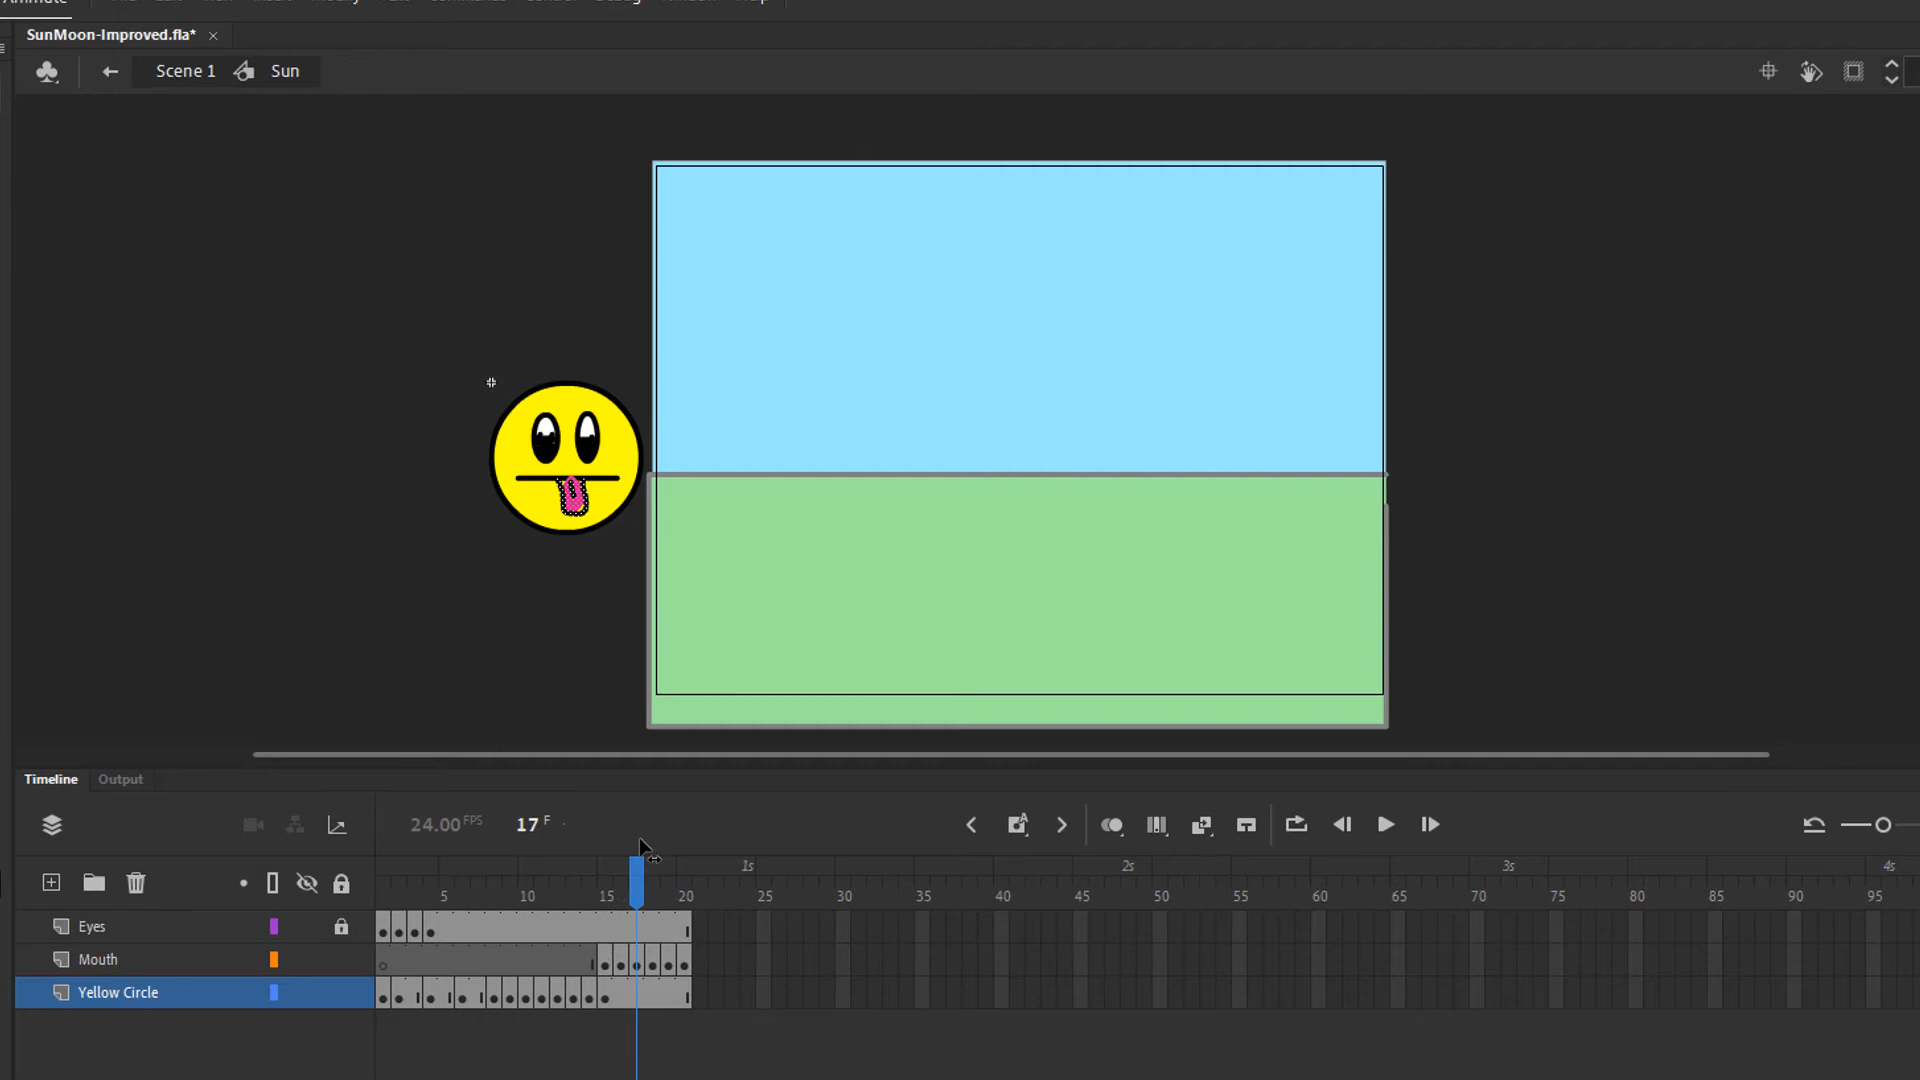 Animate
SunMoon-Improved.fla*
Scene 1 Sun
Timeline Output
24.00 FPS 17 F
1s 2s 3s 4s
5 10 15 20 25 30 35 40 45 50 55 60 65 70 75 80 85 90 95
Eyes
Mouth
Yellow Circle